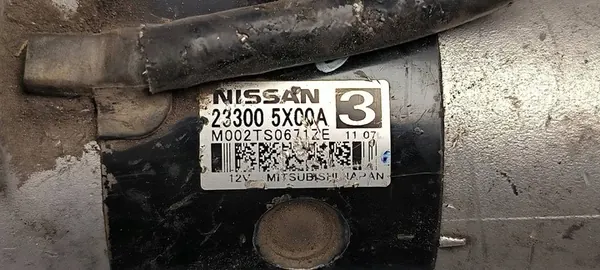 NISSAN 3
23300 5X00A
M002TS0671ZE 11.07
12V MITSUBISHI JAPAN